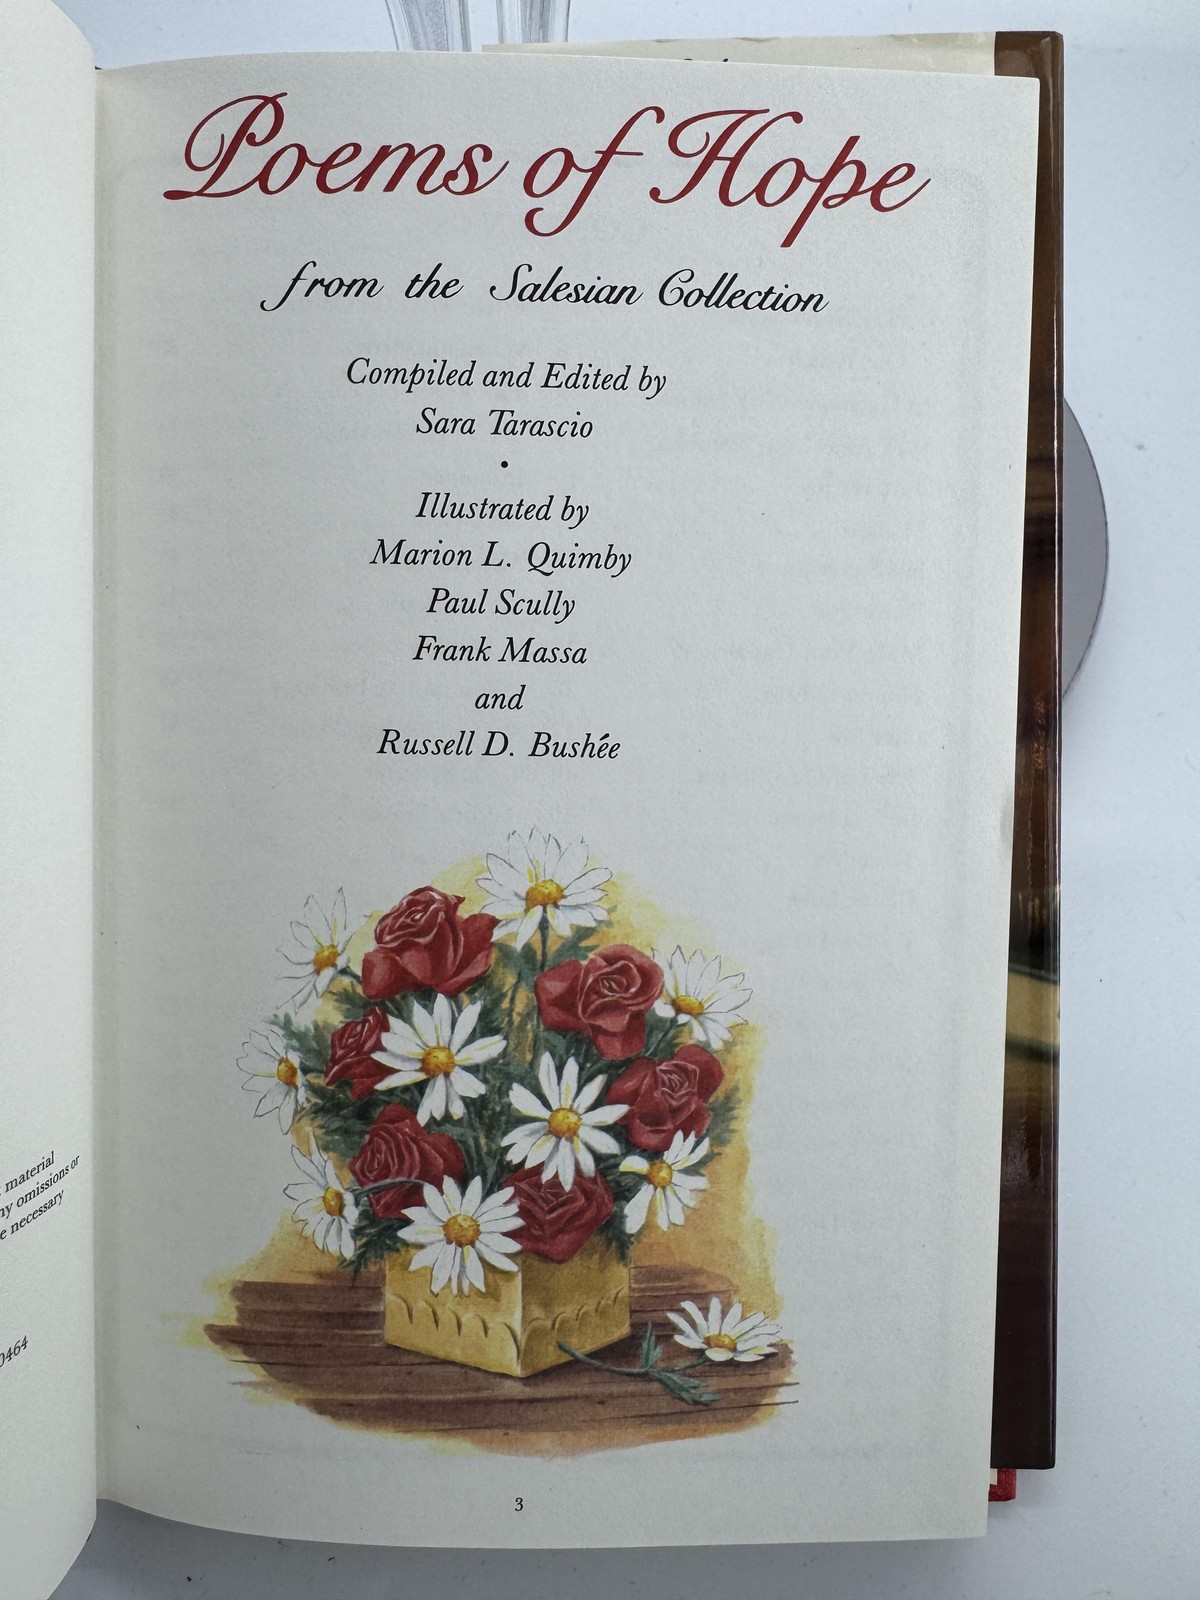 Poems of Hope
from the Salesian Collection
Compiled and Edited by
Sara Tarascio
•
Illustrated by
Marion L. Quimby
Paul Scully
Frank Massa
and
Russell D. Bushée
material
omissions or
necessary
0464
3